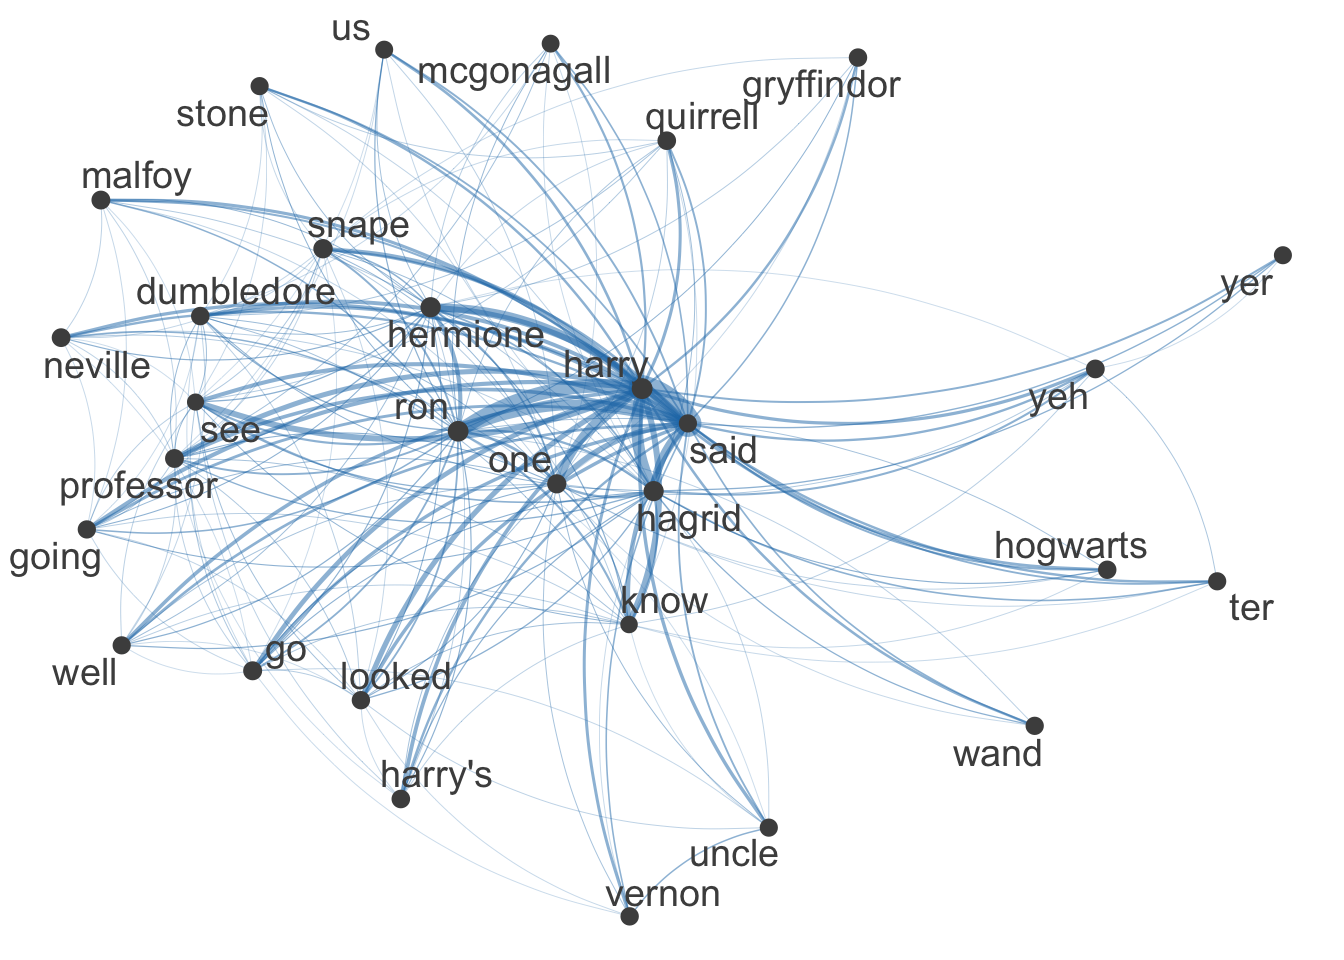 us
mcgonagall
gryffindor
stone
quirrell
malfoy
snape
yer
dumbledore
hermione
neville
harry
yeh
ron
see
said
one
professor
hagrid
going
hogwarts
know
ter
go
well
looked
wand
harry's
uncle
vernon